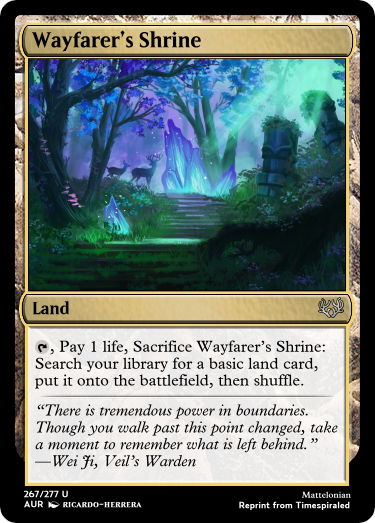 Wayfarer's Shrine
Land
, Pay 1 life, Sacrifice Wayfarer's Shrine:
Search your library for a basic land card,
put it onto the battlefield, then shuffle.
“There is tremendous power in boundaries.
Though you walk past this point changed, take
a moment to remember what is left behind.”
—Wei Ji, Veil's Warden
267/277 U
Mattelonian
AUR RICARDO-HERRERA
Reprint from Timespiraled